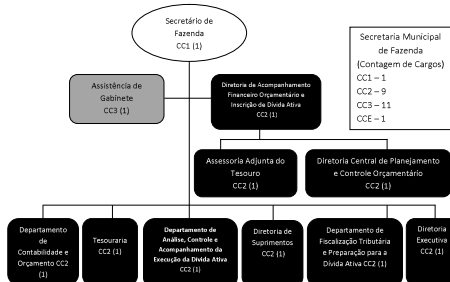 Secretário de
Fazenda
CC1 (1)
Secretaria Municipal
de Fazenda
(Contagem de Cargos)
CC1 – 1
CC2 – 9
CC3 – 11
CCE – 1
Assistência de
Gabinete
CC3 (1)
Diretoria de Acompanhamento
Financeiro Orçamentário e
Inscrição de Dívida Ativa
CC2 (1)
Assessoria Adjunta do
Tesouro
CC2 (1)
Diretoria Central de Planejamento
e Controle Orçamentário
CC2 (1)
Departamento
de
Contabilidade e
Orçamento CC2
(1)
Tesouraria
CC2 (1)
Departamento de
Análise, Controle e
Acompanhamento da
Execução da Dívida Ativa
CC2 (1)
Diretoria de
Suprimentos
CC2 (1)
Departamento de
Fiscalização Tributária
e Preparação para a
Dívida Ativa CC2 (1)
Diretoria
Executiva
CC2 (1)